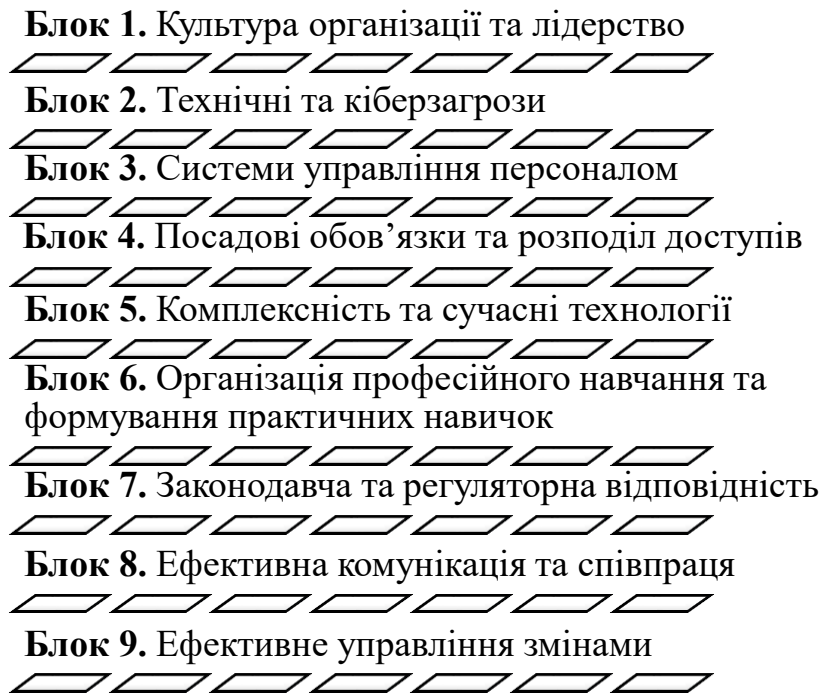 Блок 1. Культура організації та лідерство
Блок 2. Технічні та кіберзагрози
Блок 3. Системи управління персоналом
Блок 4. Посадові обов’язки та розподіл доступів
Блок 5. Комплексність та сучасні технології
Блок 6. Організація професійного навчання та
формування практичних навичок
Блок 7. Законодавча та регуляторна відповідність
Блок 8. Ефективна комунікація та співпраця
Блок 9. Ефективне управління змінами